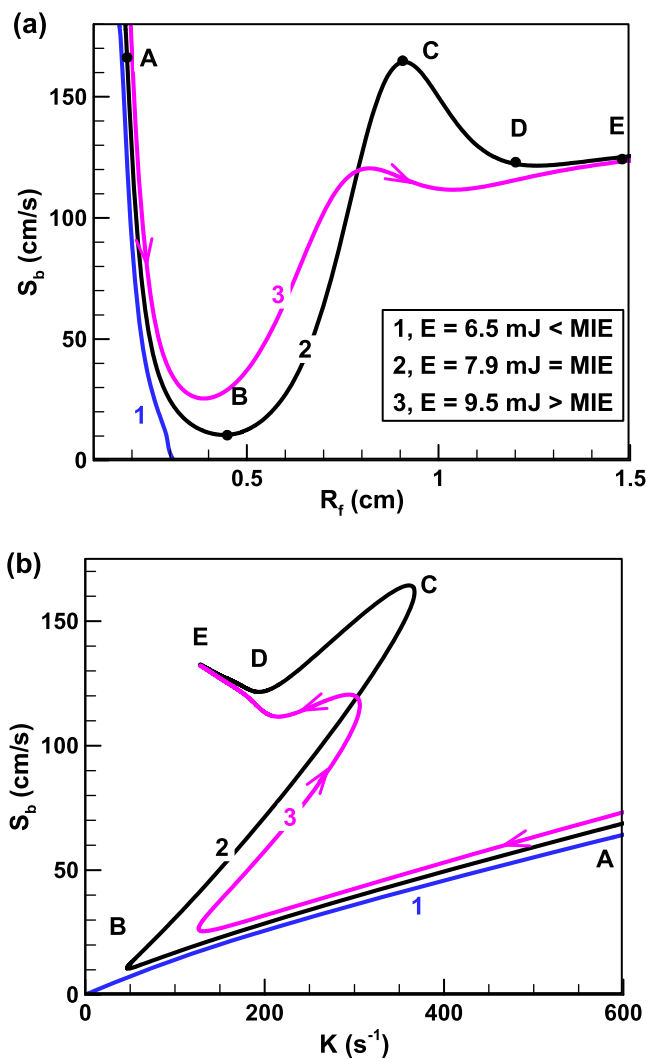 (a)
S_b (cm/s)
150
100
50
0
0.5
1
1.5
R_f (cm)
A
B
C
D
E
1
2
3
1, E = 6.5 mJ < MIE
2, E = 7.9 mJ = MIE
3, E = 9.5 mJ > MIE
(b)
S_b (cm/s)
150
100
50
0
0
200
400
600
K (s⁻¹)
E
D
C
2
3
B
1
A